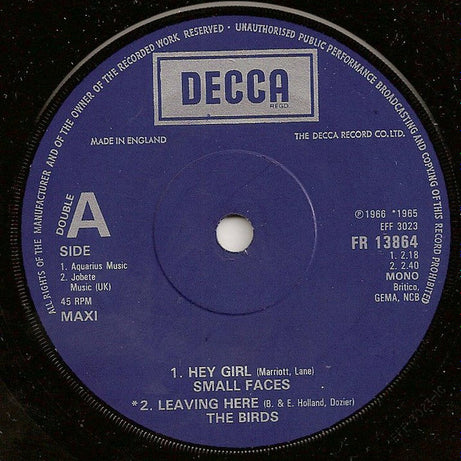 ALL RIGHTS OF THE MANUFACTURER AND OF THE OWNER OF THE RECORDED WORK RESERVED · UNAUTHORISED PUBLIC PERFORMANCE BROADCASTING AND COPYING OF THIS RECORD PROHIBITED
DECCA
REGD
MADE IN ENGLAND
THE DECCA RECORD CO. LTD.
DOUBLE A
SIDE
1. Aquarius Music
2. Jobete
Music (UK)
45 RPM
MAXI
℗1966 *1965
EFF 3023
FR 13864
1. 2.18
2. 2.40
MONO
Britico,
GEMA, NCB
1. HEY GIRL (Marriott, Lane)
SMALL FACES
*2. LEAVING HERE (B. & E. Holland, Dozier)
THE BIRDS